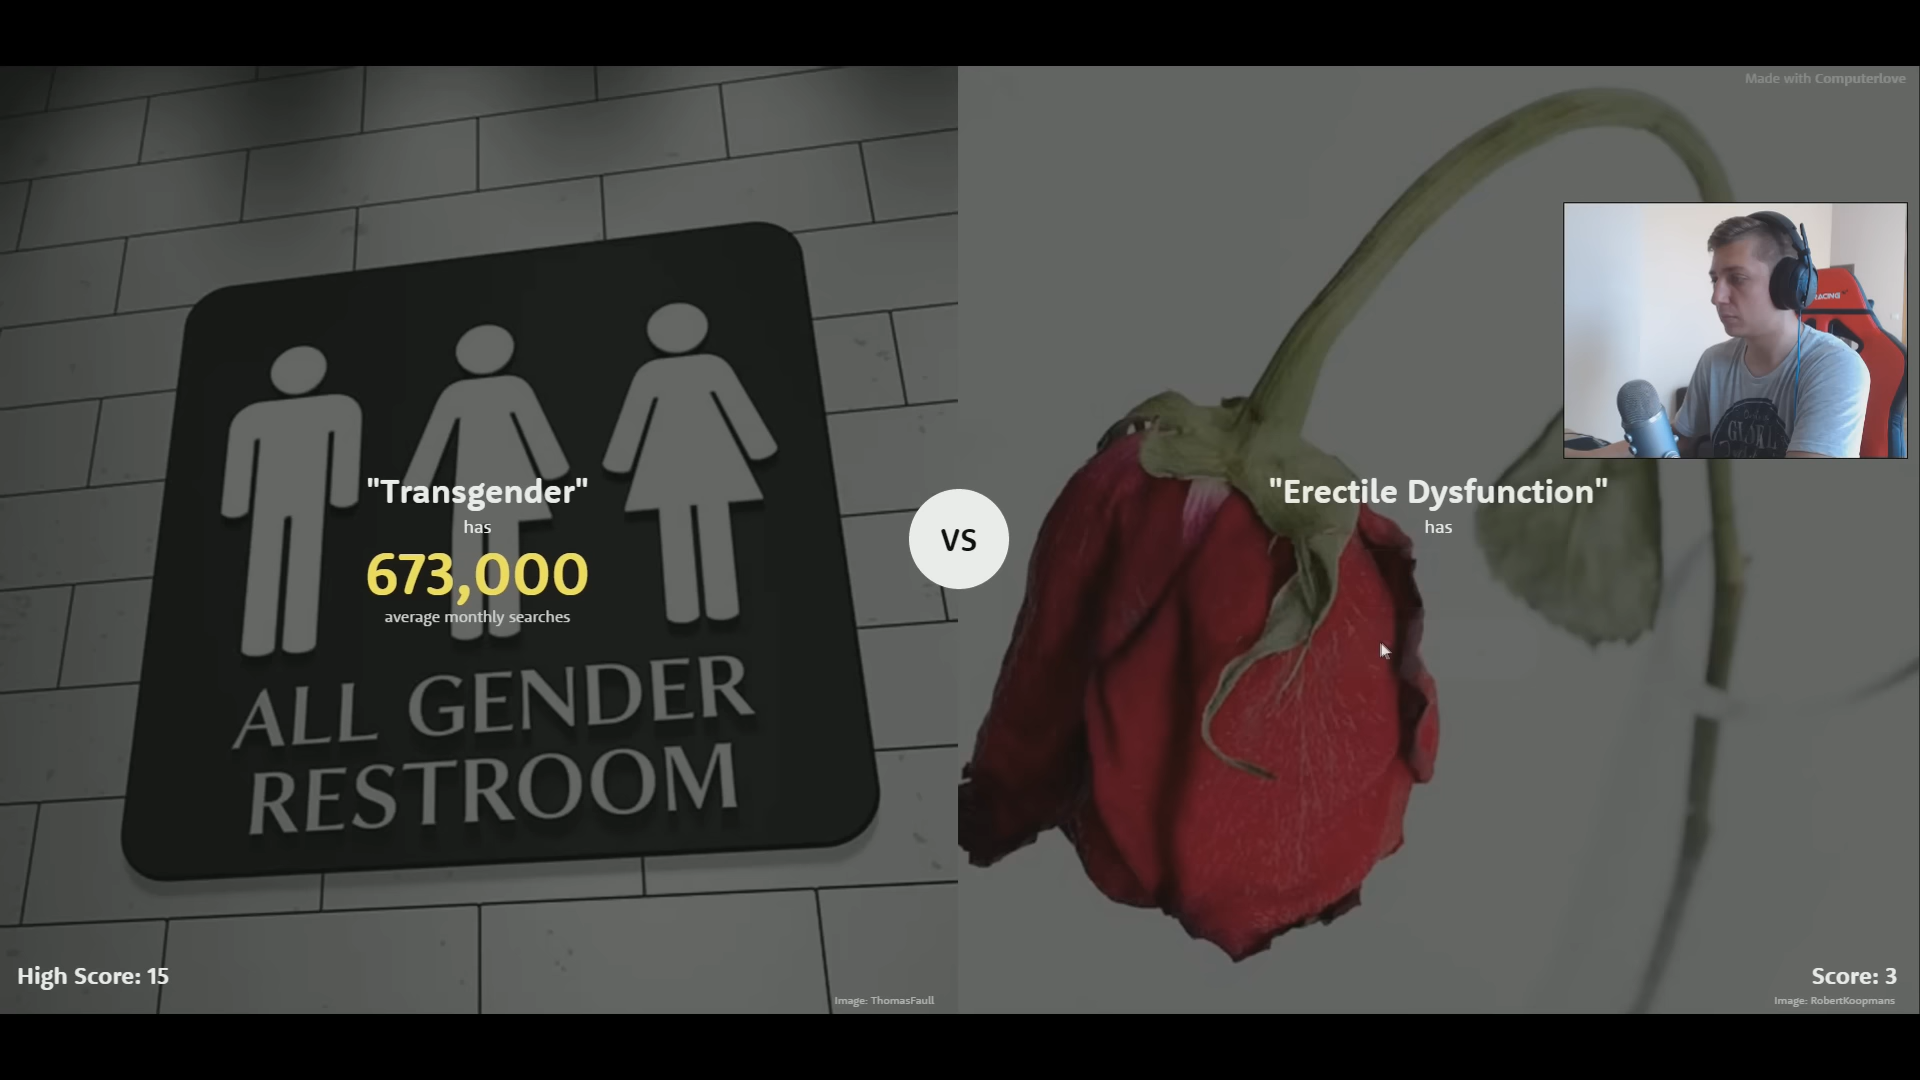 Made with Computerlove
RACING
"Transgender"
has
673,000
average monthly searches
VS
"Erectile Dysfunction"
has
ALL GENDER
RESTROOM
High Score: 15
Score: 3
Image: ThomasFaull
Image: RobertKoopmans